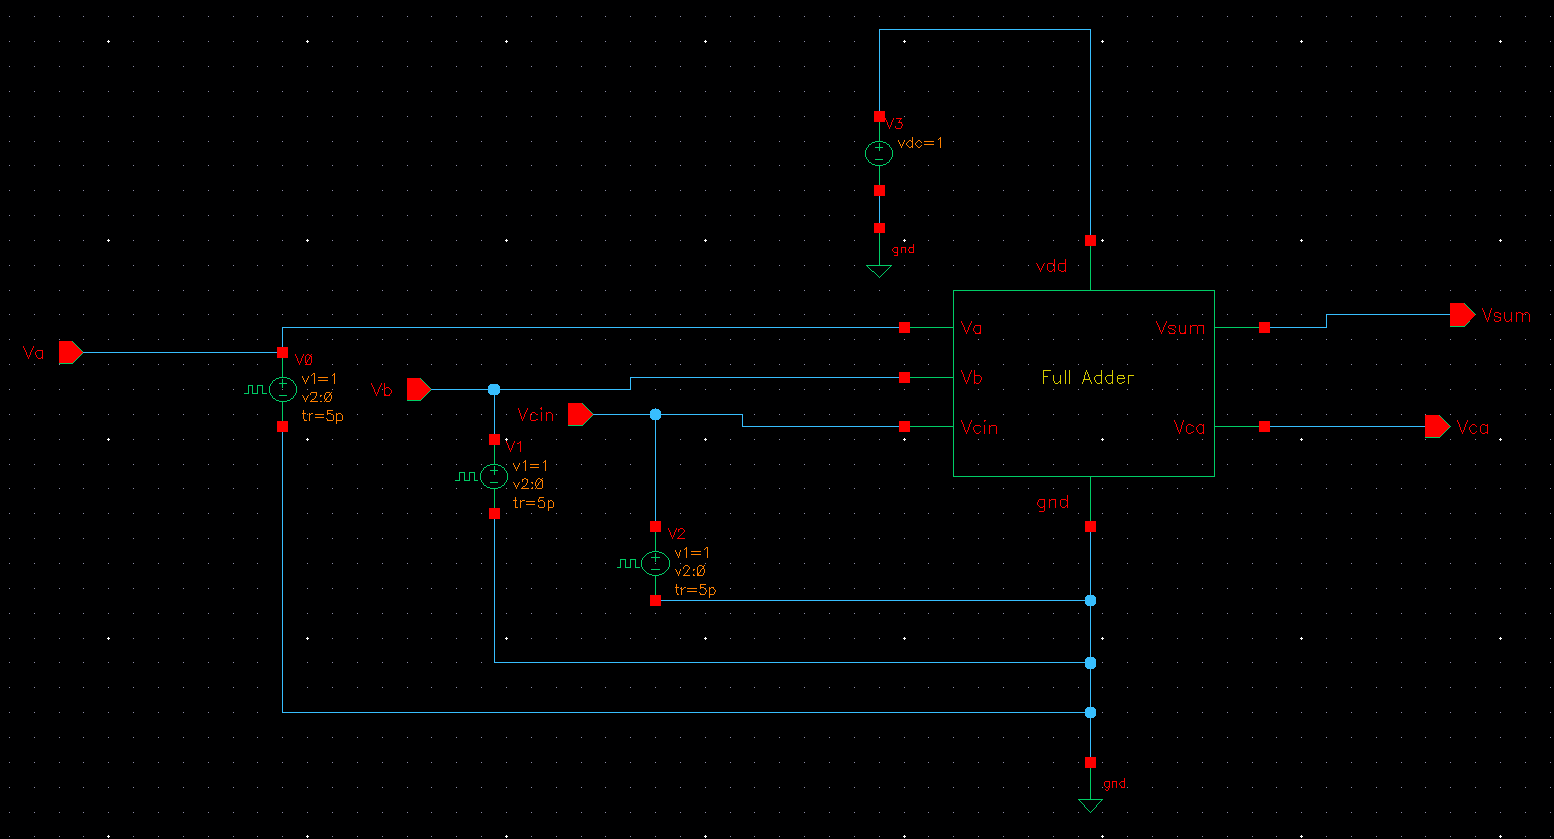 V3
vdc=1
gnd
vdd
Va
Vsum
Vsum
Va
V0
v1=1
v2:0
tr=5p
Vb
Vb
Full Adder
Vcin
Vcin
Vca
Vca
V1
v1=1
v2:0
tr=5p
gnd
V2
v1=1
v2:0
tr=5p
gnd